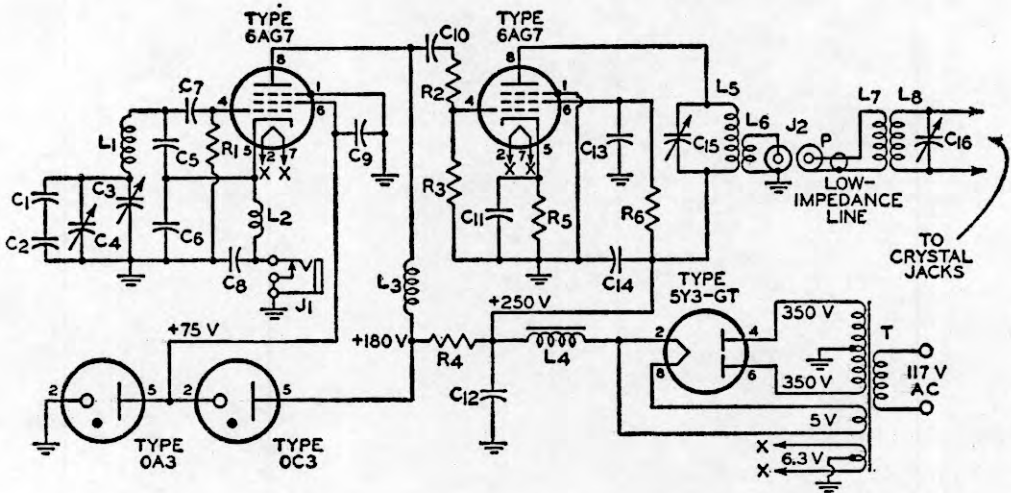 TYPE
6AG7
8
1
4
6
5
2
7
X X
C7
L1
C5
R1
C9
C1
C3
C2
C4
C6
L2
C8
J1
C10
R2
TYPE
6AG7
8
1
4
6
5
2
7
X X
C13
R3
C11
R5
R6
C14
L5
C15
L6
J2
P
L7
L8
C16
LOW-
IMPEDANCE
LINE
TO
CRYSTAL
JACKS
L3
+75 V
+180 V
R4
+250 V
L4
C12
TYPE
5Y3-GT
2
8
4
6
350 V
350 V
T
117 V
AC
5 V
X
6.3 V
X
2
5
TYPE
0A3
2
5
TYPE
0C3